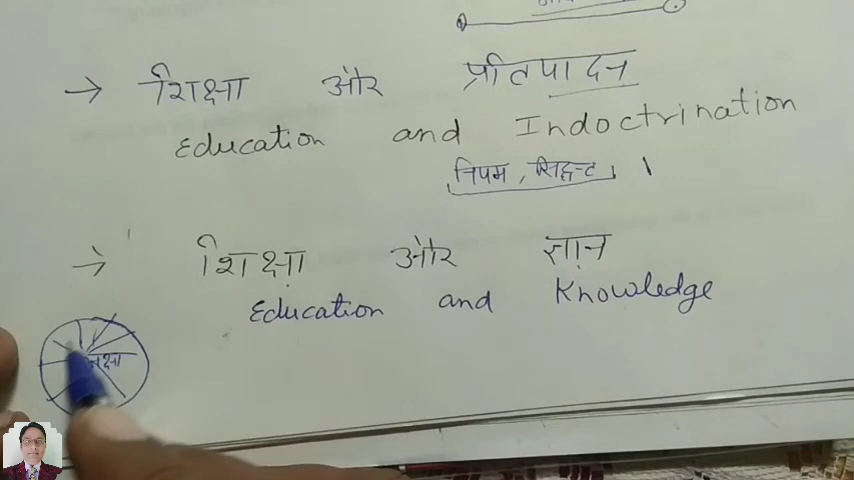 → शिक्षा और प्रतिपादन
Education and Indoctrination
नियम, सिद्धान्त । ।
→ शिक्षा और ज्ञान
Education and Knowledge
शिक्षा